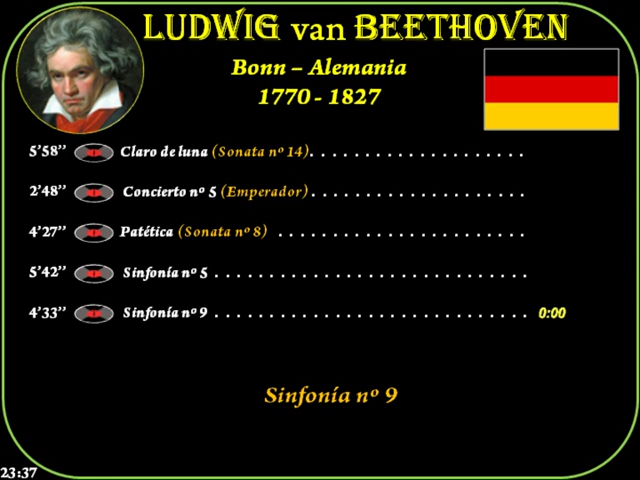 LUDWIG van BEETHOVEN
Bonn – Alemania
1770 - 1827
5’58’’ Claro de luna (Sonata nº 14). . . . . . . . . . . . . . . . . . . .
2’48’’ Concierto nº 5 (Emperador) . . . . . . . . . . . . . . . . . . . .
4’27’’ Patética (Sonata nº 8) . . . . . . . . . . . . . . . . . . . . . . .
5’42’’ Sinfonía nº 5 . . . . . . . . . . . . . . . . . . . . . . . . . . . . .
4’33’’ Sinfonía nº 9 . . . . . . . . . . . . . . . . . . . . . . . . . . . . . 0:00
Sinfonía nº 9
23:37